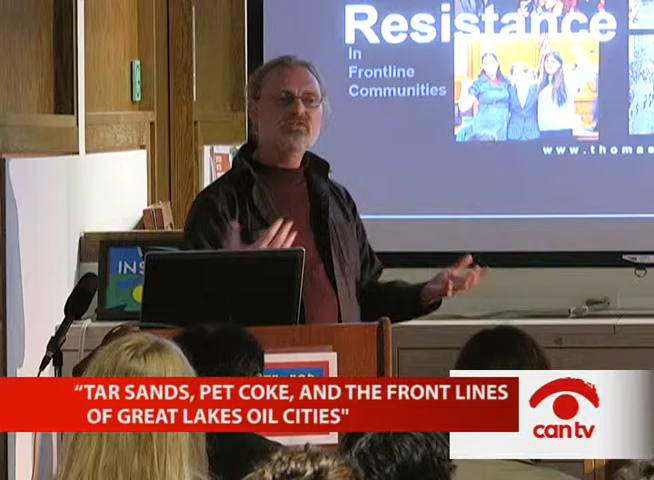 Resistance
In
Frontline
Communities
www.thomas
INS
“TAR SANDS, PET COKE, AND THE FRONT LINES
OF GREAT LAKES OIL CITIES"
can tv